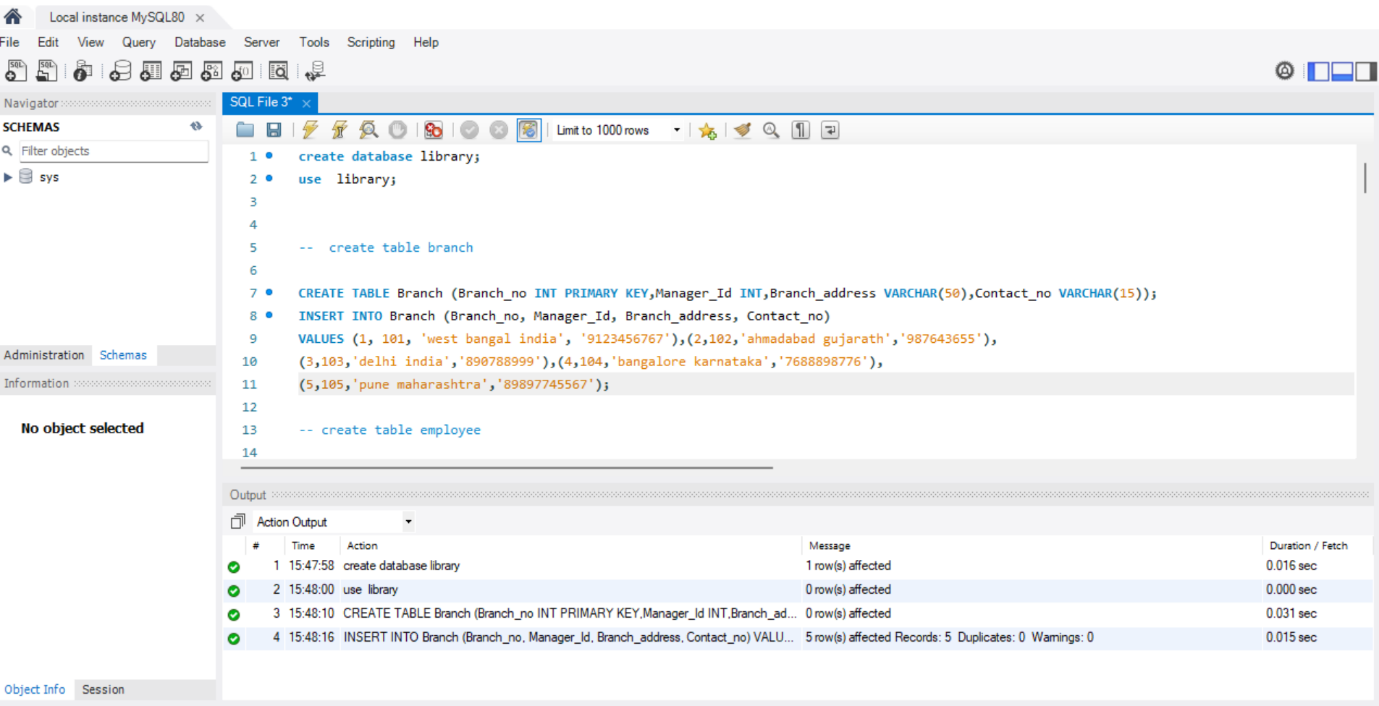 Local instance MySQL80 ×
File Edit View Query Database Server Tools Scripting Help
Navigator
SQL File 3* ×
SCHEMAS
Limit to 1000 rows
Filter objects
sys
1 create database library;
2 use  library;
3
4
5 --  create table branch
6
7 CREATE TABLE Branch (Branch_no INT PRIMARY KEY,Manager_Id INT,Branch_address VARCHAR(50),Contact_no VARCHAR(15));
8 INSERT INTO Branch (Branch_no, Manager_Id, Branch_address, Contact_no)
9 VALUES (1, 101, 'west bangal india', '9123456767'),(2,102,'ahmadabad gujarath','987643655'),
10 (3,103,'delhi india','890788999'),(4,104,'bangalore karnataka','7688898776'),
11 (5,105,'pune maharashtra','89897745567');
12
13 -- create table employee
14
Administration Schemas
Information
No object selected
Output
Action Output
# Time Action Message Duration / Fetch
1 15:47:58 create database library 1 row(s) affected 0.016 sec
2 15:48:00 use  library 0 row(s) affected 0.000 sec
3 15:48:10 CREATE TABLE Branch (Branch_no INT PRIMARY KEY,Manager_Id INT,Branch_ad... 0 row(s) affected 0.031 sec
4 15:48:16 INSERT INTO Branch (Branch_no, Manager_Id, Branch_address, Contact_no) VALU... 5 row(s) affected Records: 5  Duplicates: 0  Warnings: 0 0.015 sec
Object Info Session